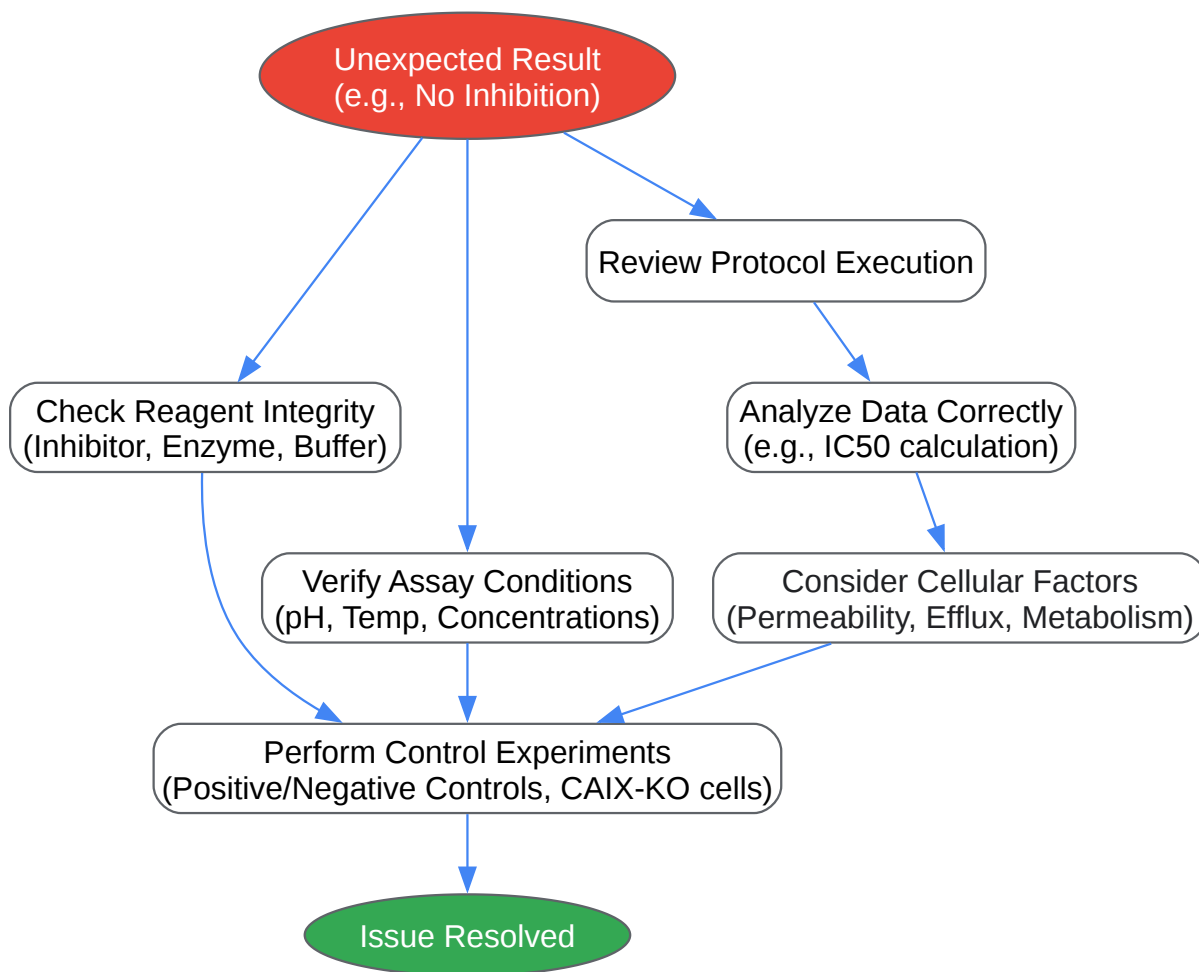 Unexpected Result
(e.g., No Inhibition)
Review Protocol Execution
Check Reagent Integrity
(Inhibitor, Enzyme, Buffer)
Analyze Data Correctly
(e.g., IC50 calculation)
Verify Assay Conditions
(pH, Temp, Concentrations)
Consider Cellular Factors
(Permeability, Efflux, Metabolism)
Perform Control Experiments
(Positive/Negative Controls, CAIX-KO cells)
Issue Resolved